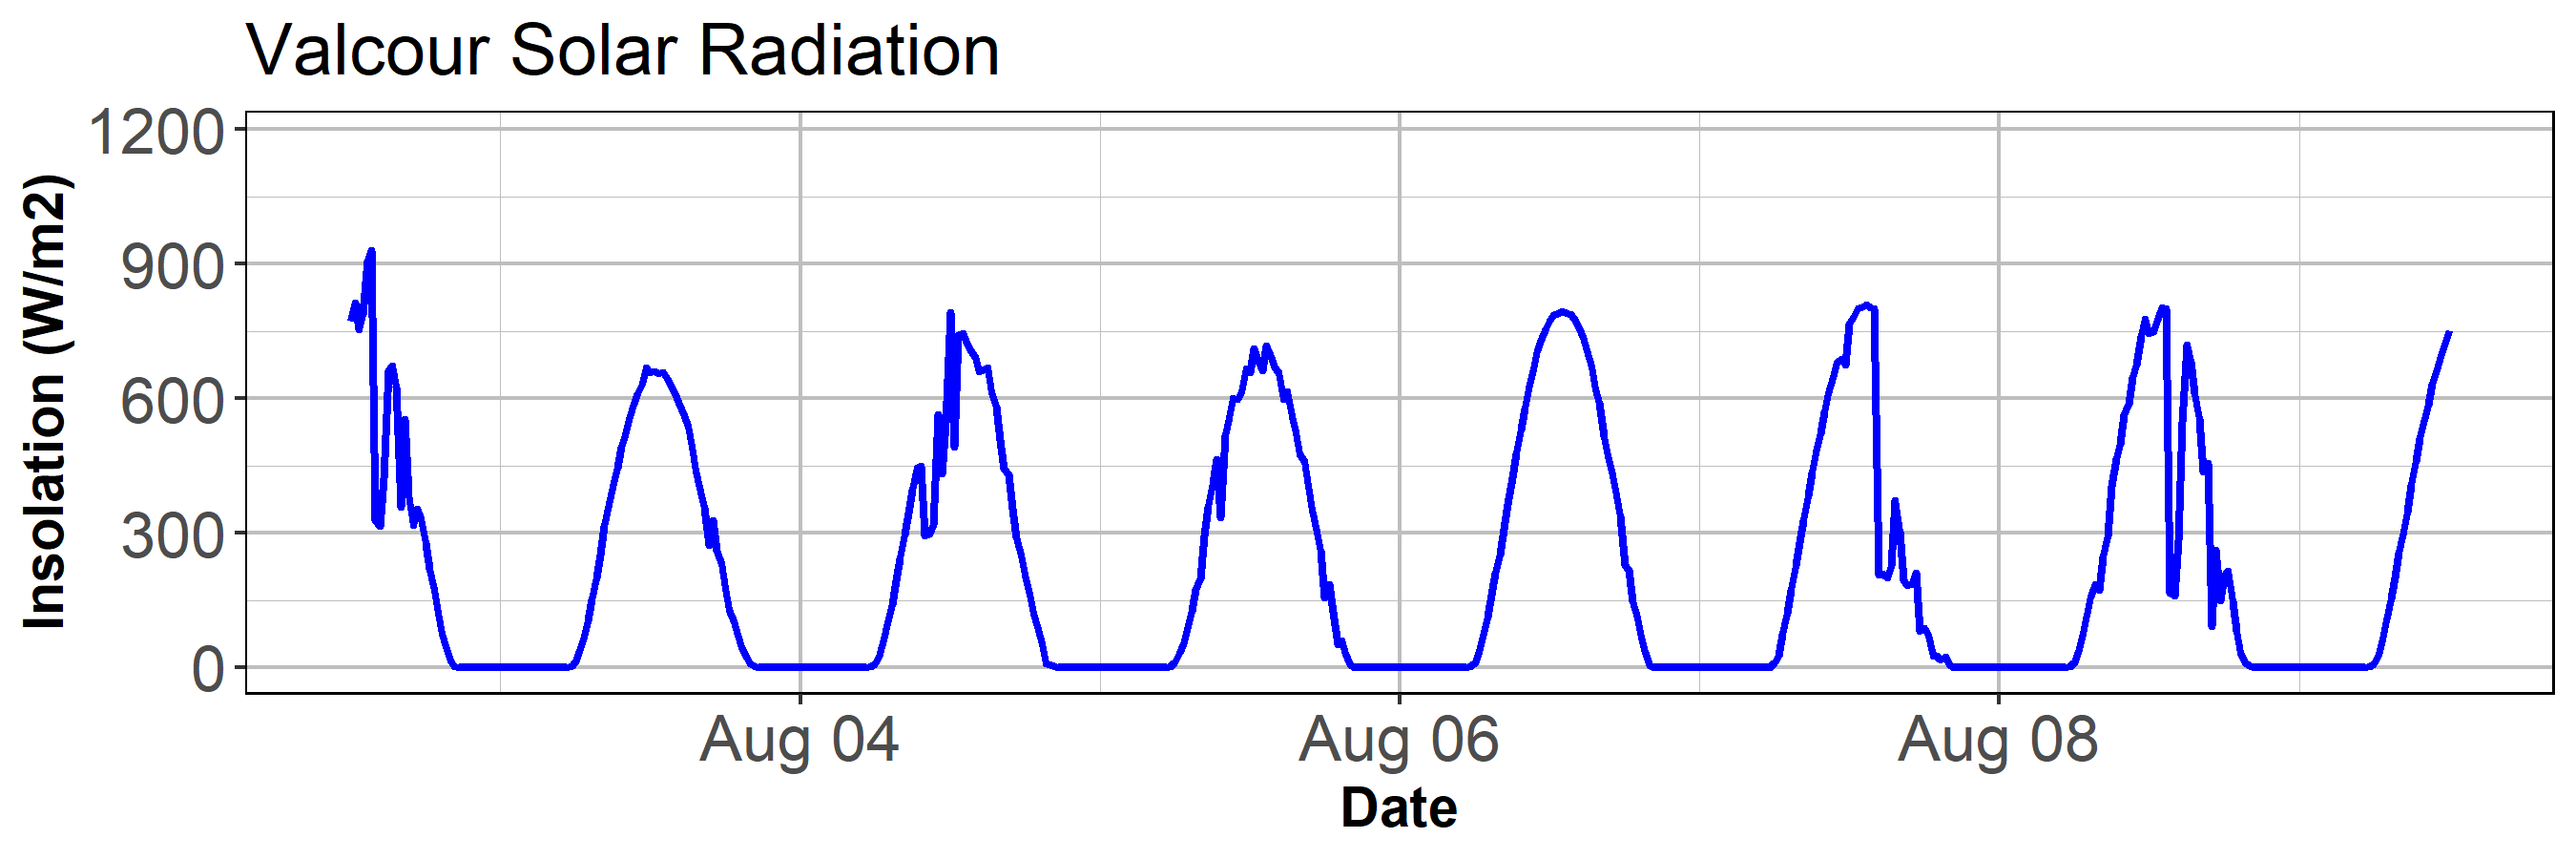 Valcour Solar Radiation
Insolation (W/m2)
1200
900
600
300
0
Aug 04 Aug 06 Aug 08
Date